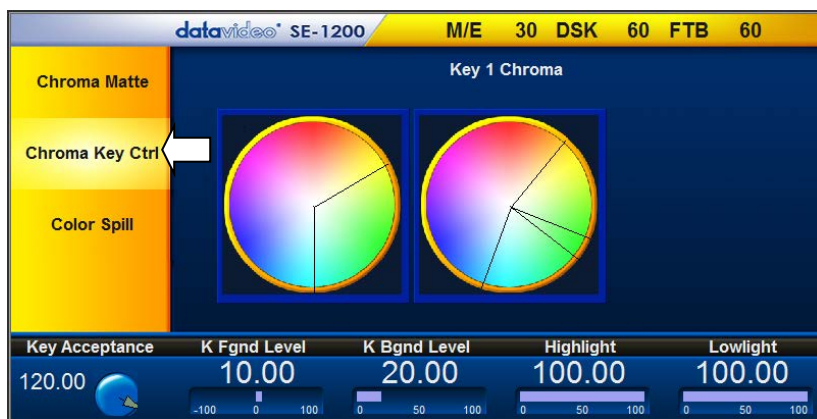 datavideo SE-1200 M/E 30 DSK 60 FTB 60
Key 1 Chroma
Chroma Matte
Chroma Key Ctrl
Color Spill
Key Acceptance K Fgnd Level K Bgnd Level Highlight Lowlight
120.00 10.00 20.00 100.00 100.00
-100 0 100 0 50 100 0 50 100 0 50 100